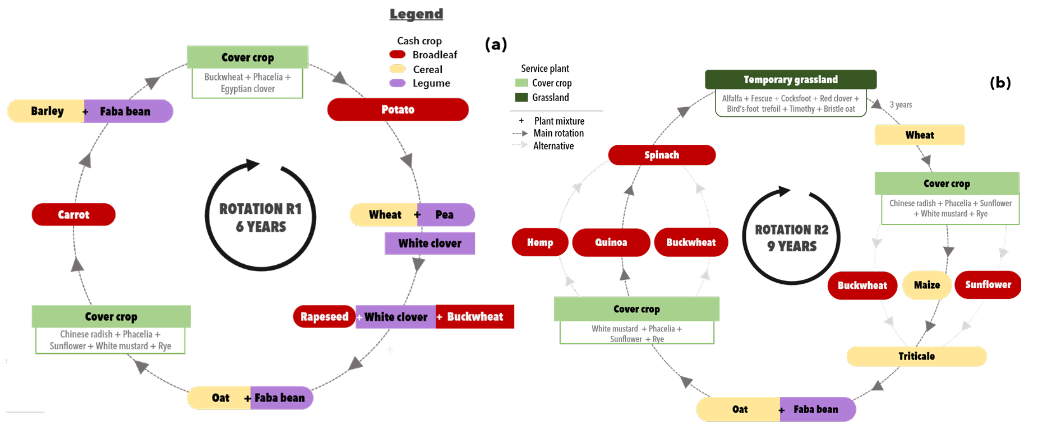 Legend
Cash crop
Broadleaf
Cereal
Legume
(a)
Service plant
Cover crop
Grassland
+ Plant mixture
Main rotation
Alternative
Cover crop
Buckwheat + Phacelia +
Egyptian clover
Potato
Wheat + Pea
White clover
Rapeseed + White clover + Buckwheat
Oat + Faba bean
Cover crop
Chinese radish + Phacelia +
Sunflower + White mustard + Rye
Carrot
Barley + Faba bean
ROTATION R1
6 YEARS
(b)
Temporary grassland
Alfalfa + Fescue + Cocksfoot + Red clover +
Bird's-foot trefoil + Timothy + Bristle oat
3 years
Wheat
Cover crop
Chinese radish + Phacelia + Sunflower
+ White mustard + Rye
Buckwheat
Maize
Sunflower
Triticale
Oat + Faba bean
Cover crop
White mustard + Phacelia +
Sunflower + Rye
Hemp
Quinoa
Buckwheat
Spinach
ROTATION R2
9 YEARS